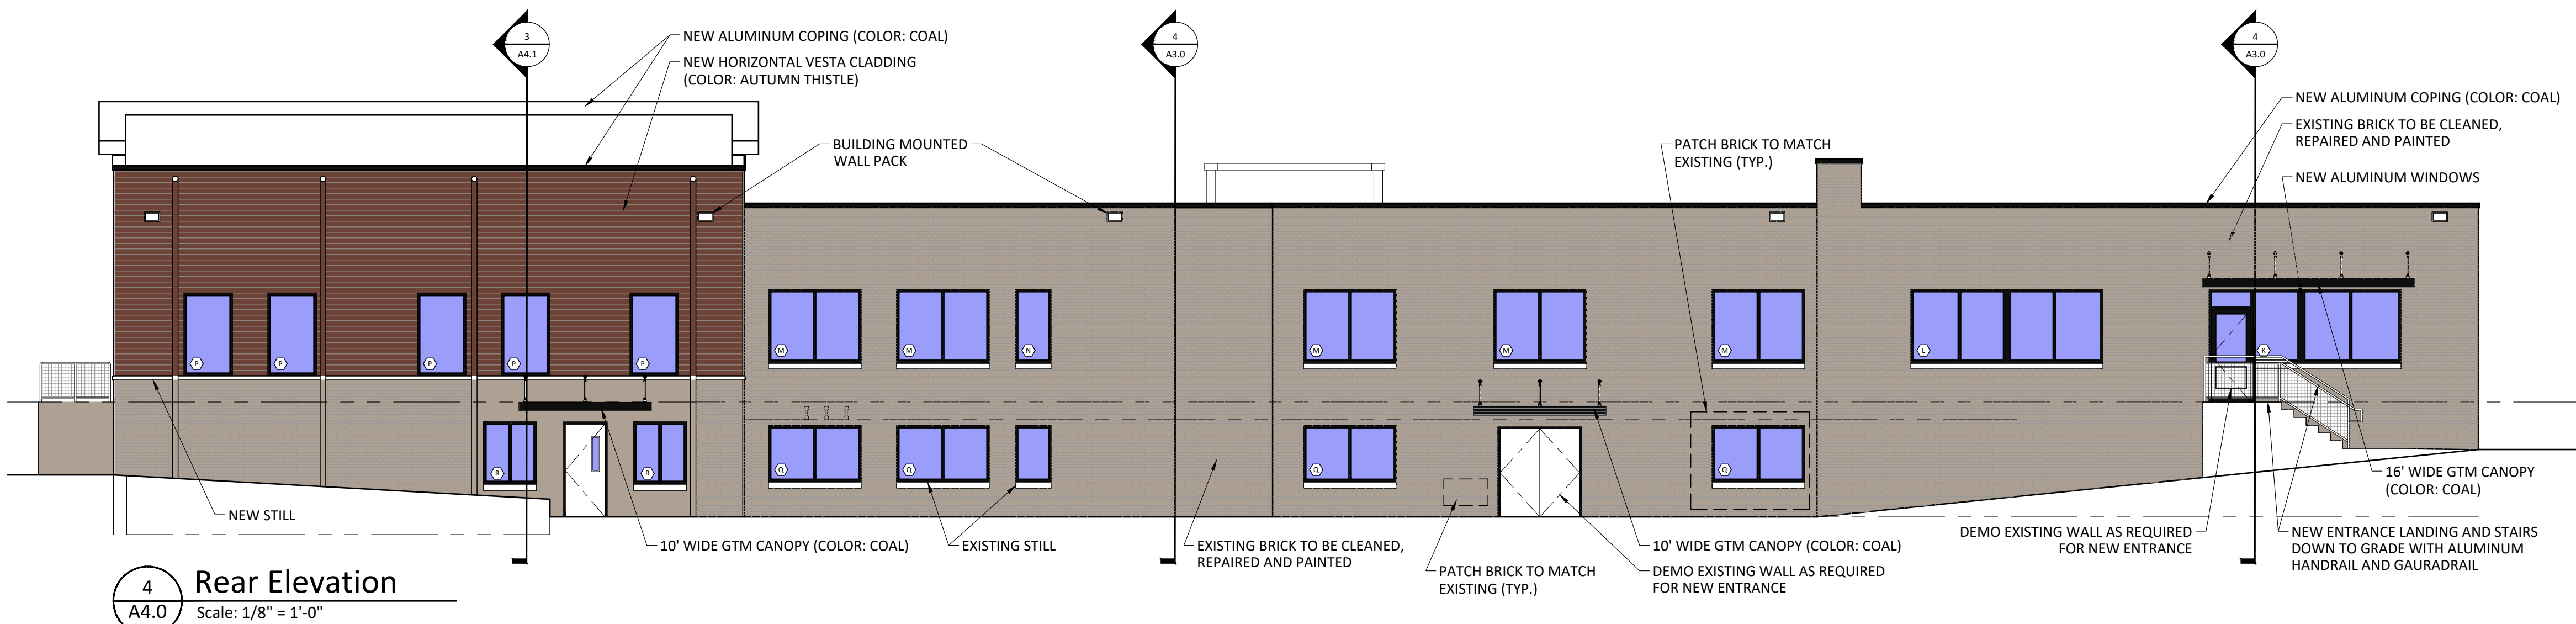 3
A4.1
4
A3.0
4
A3.0
NEW ALUMINUM COPING (COLOR: COAL)
NEW HORIZONTAL VESTA CLADDING
(COLOR: AUTUMN THISTLE)
BUILDING MOUNTED
WALL PACK
PATCH BRICK TO MATCH
EXISTING (TYP.)
NEW ALUMINUM COPING (COLOR: COAL)
EXISTING BRICK TO BE CLEANED,
REPAIRED AND PAINTED
NEW ALUMINUM WINDOWS
P
P
P
P
P
M
M
N
M
M
M
L
K
R
R
Q
Q
Q
Q
NEW STILL
10' WIDE GTM CANOPY (COLOR: COAL)
EXISTING STILL
EXISTING BRICK TO BE CLEANED,
REPAIRED AND PAINTED
PATCH BRICK TO MATCH
EXISTING (TYP.)
10' WIDE GTM CANOPY (COLOR: COAL)
DEMO EXISTING WALL AS REQUIRED
FOR NEW ENTRANCE
16' WIDE GTM CANOPY
(COLOR: COAL)
DEMO EXISTING WALL AS REQUIRED
FOR NEW ENTRANCE
NEW ENTRANCE LANDING AND STAIRS
DOWN TO GRADE WITH ALUMINUM
HANDRAIL AND GAURADRAIL
4
A4.0
Rear Elevation
Scale: 1/8" = 1'-0"